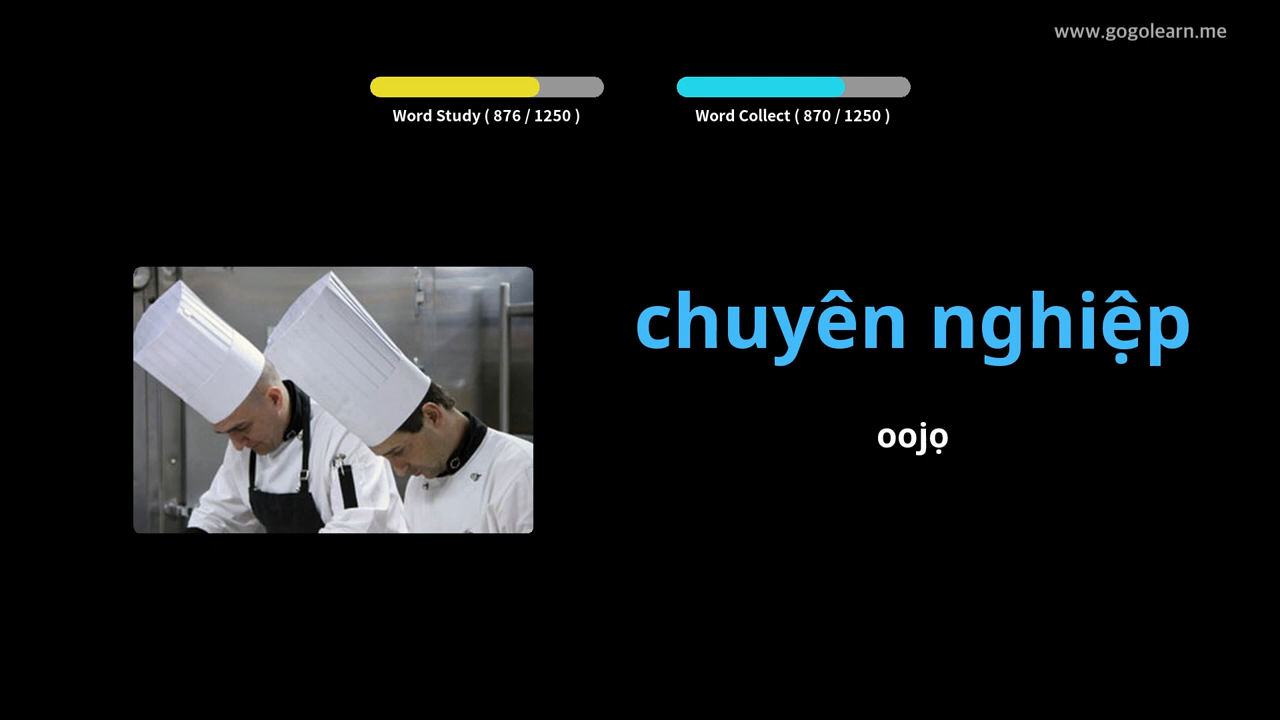 www.gogolearn.me
Word Study ( 876 / 1250 )
Word Collect ( 870 / 1250 )
chuyên nghiệp
oojọ